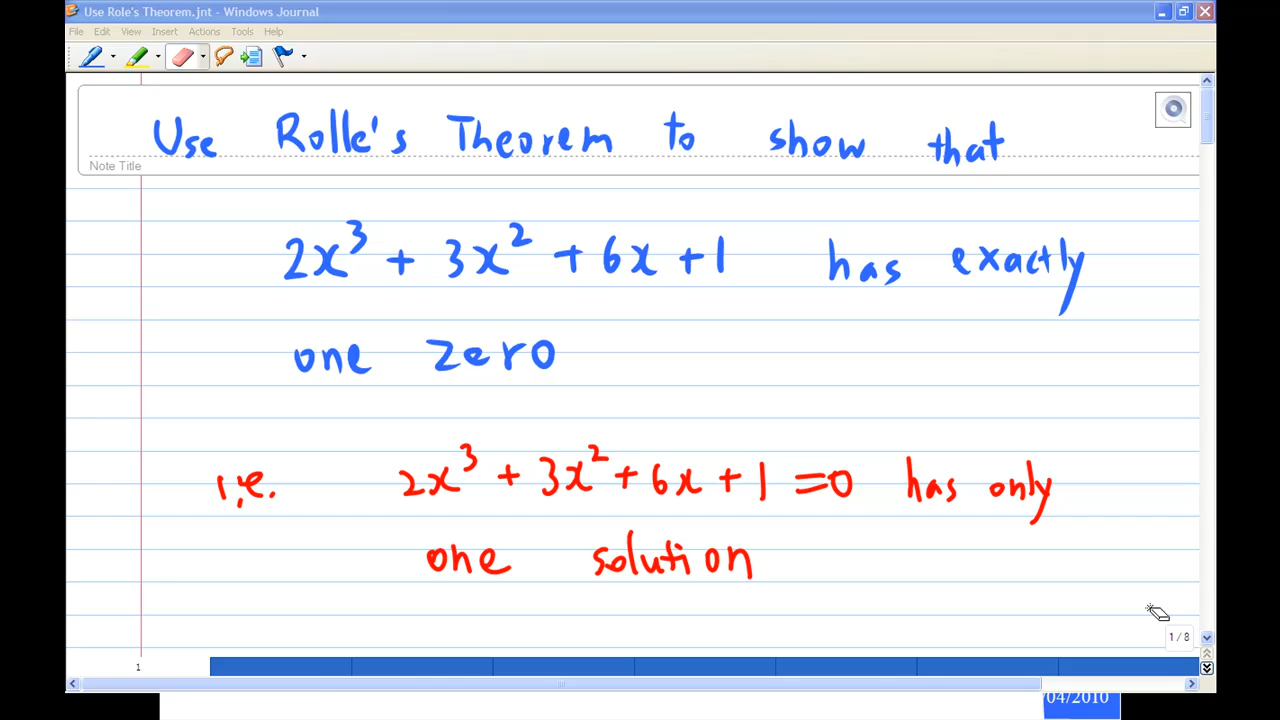 Use Role's Theorem.jnt - Windows Journal
File Edit View Insert Actions Tools Help
Use Rolle's Theorem to show that
Note Title
2x³ + 3x² + 6x + 1 has exactly
one zero
i.e. 2x³ + 3x² + 6x + 1 = 0 has only
one solution
1 / 8
1
/04/2010